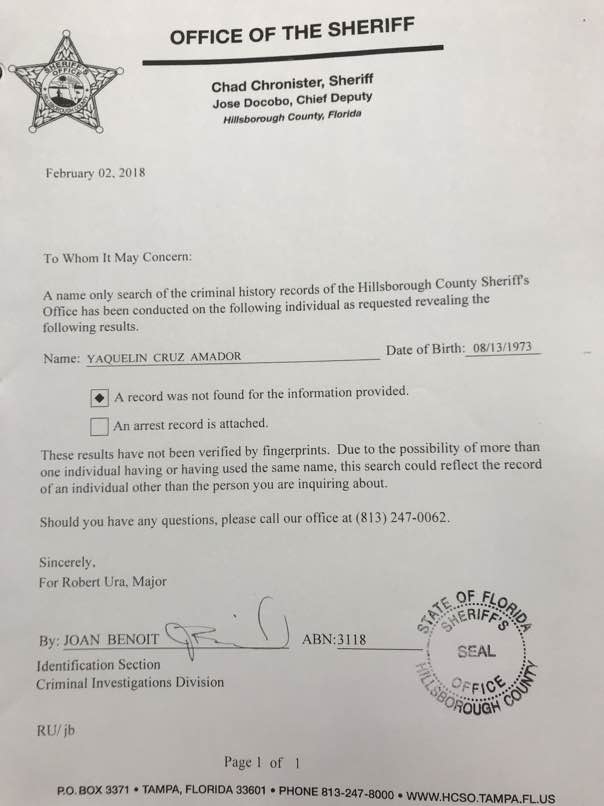 OFFICE OF THE SHERIFF
SHERIFF'S
OFFICE
Chad Chronister, Sheriff
Jose Docobo, Chief Deputy
Hillsborough County, Florida
February 02, 2018
To Whom It May Concern:
A name only search of the criminal history records of the Hillsborough County Sheriff's
Office has been conducted on the following individual as requested revealing the
following results.
Name: YAQUELIN CRUZ AMADOR Date of Birth: 08/13/1973
A record was not found for the information provided.
An arrest record is attached.
These results have not been verified by fingerprints. Due to the possibility of more than
one individual having or having used the same name, this search could reflect the record
of an individual other than the person you are inquiring about.
Should you have any questions, please call our office at (813) 247-0062.
Sincerely,
For Robert Ura, Major
By: JOAN BENOIT ABN:3118
Identification Section
Criminal Investigations Division
STATE OF FLORIDA
SHERIFF'S
SEAL
OFFICE
HILLSBOROUGH COUNTY
RU/jb
Page 1 of 1
P.O. BOX 3371 • TAMPA, FLORIDA 33601 • PHONE 813-247-8000 • WWW.HCSO.TAMPA.FL.US